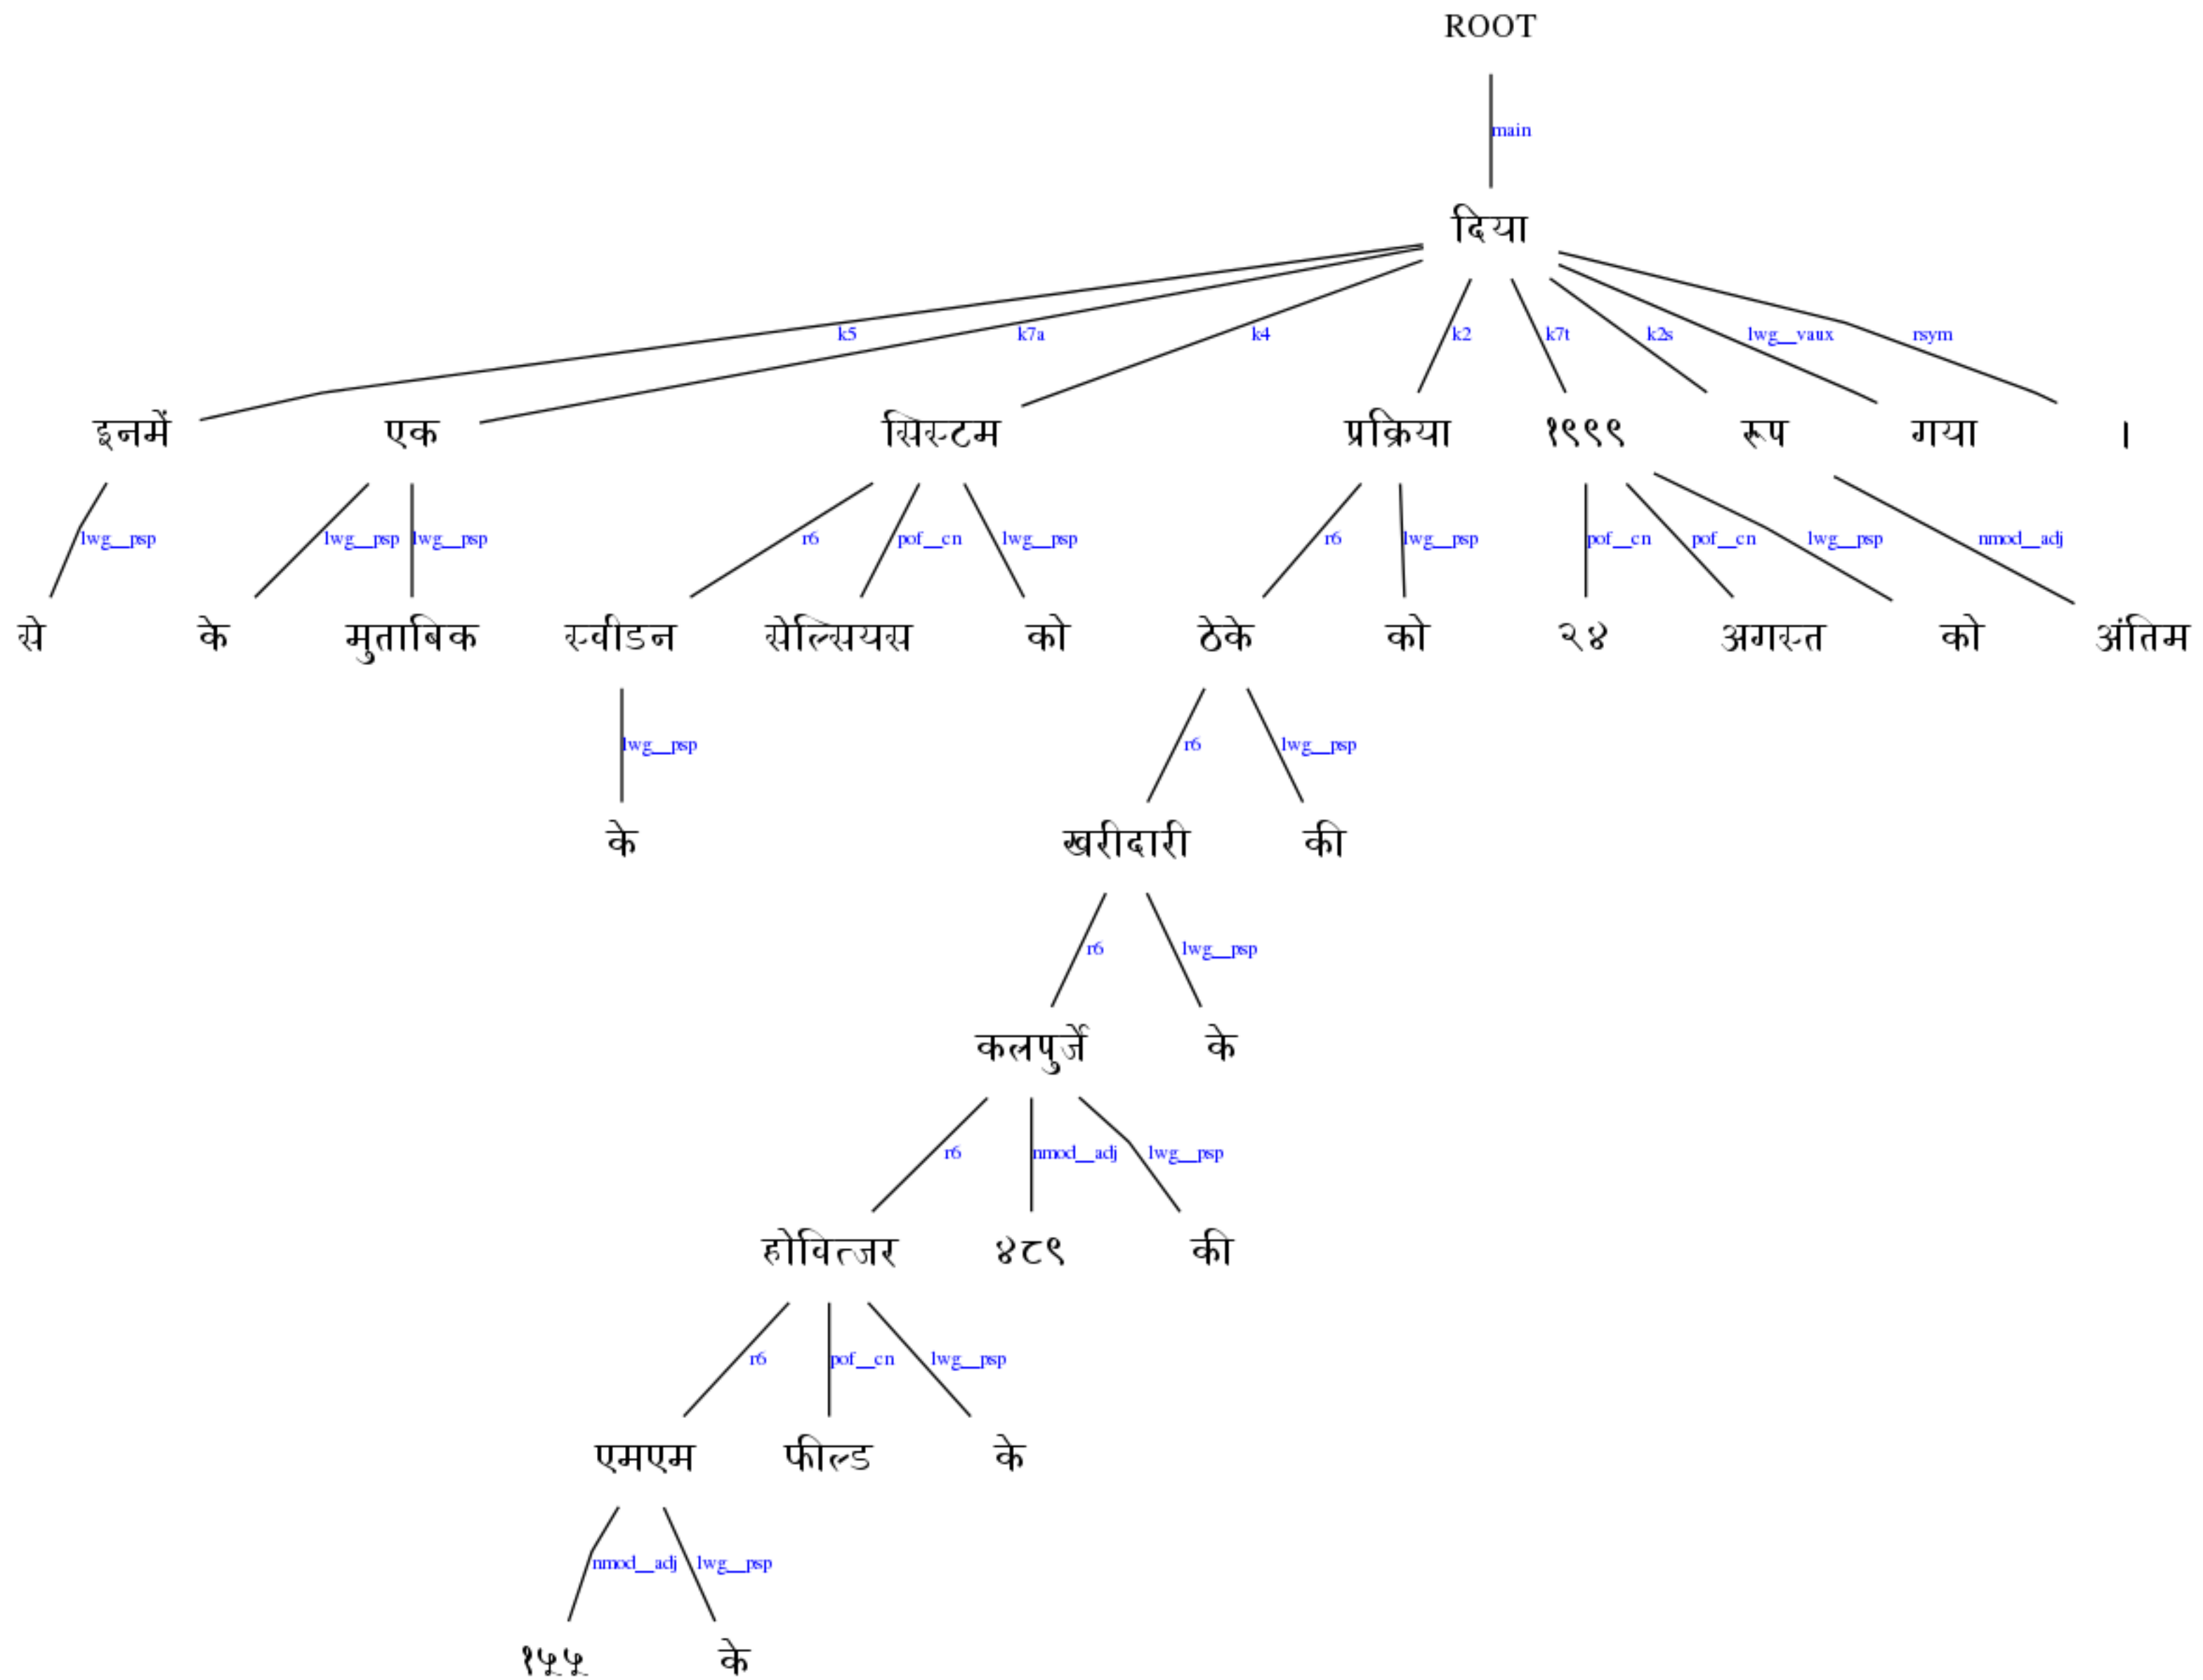 ROOT
main
दिया
k5 k7a k4 k2 k7t k2s lwg__vaux rsym
इनमें एक सिस्टम प्रक्रिया १९९९ रूप गया ।
lwg__psp lwg__psp lwg__psp r6 pof__cn lwg__psp r6 lwg__psp pof__cn pof__cn lwg__psp nmod__adj
से के मुताबिक स्वीडन सेल्सियस को ठेके को २४ अगस्त को अंतिम
lwg__psp r6 lwg__psp
के खरीदारी की
r6 lwg__psp
कलपुर्जे के
r6 nmod__adj lwg__psp
होवित्जर ४८९ की
r6 pof__cn lwg__psp
एमएम फील्ड के
nmod__adj lwg__psp
१५५ के